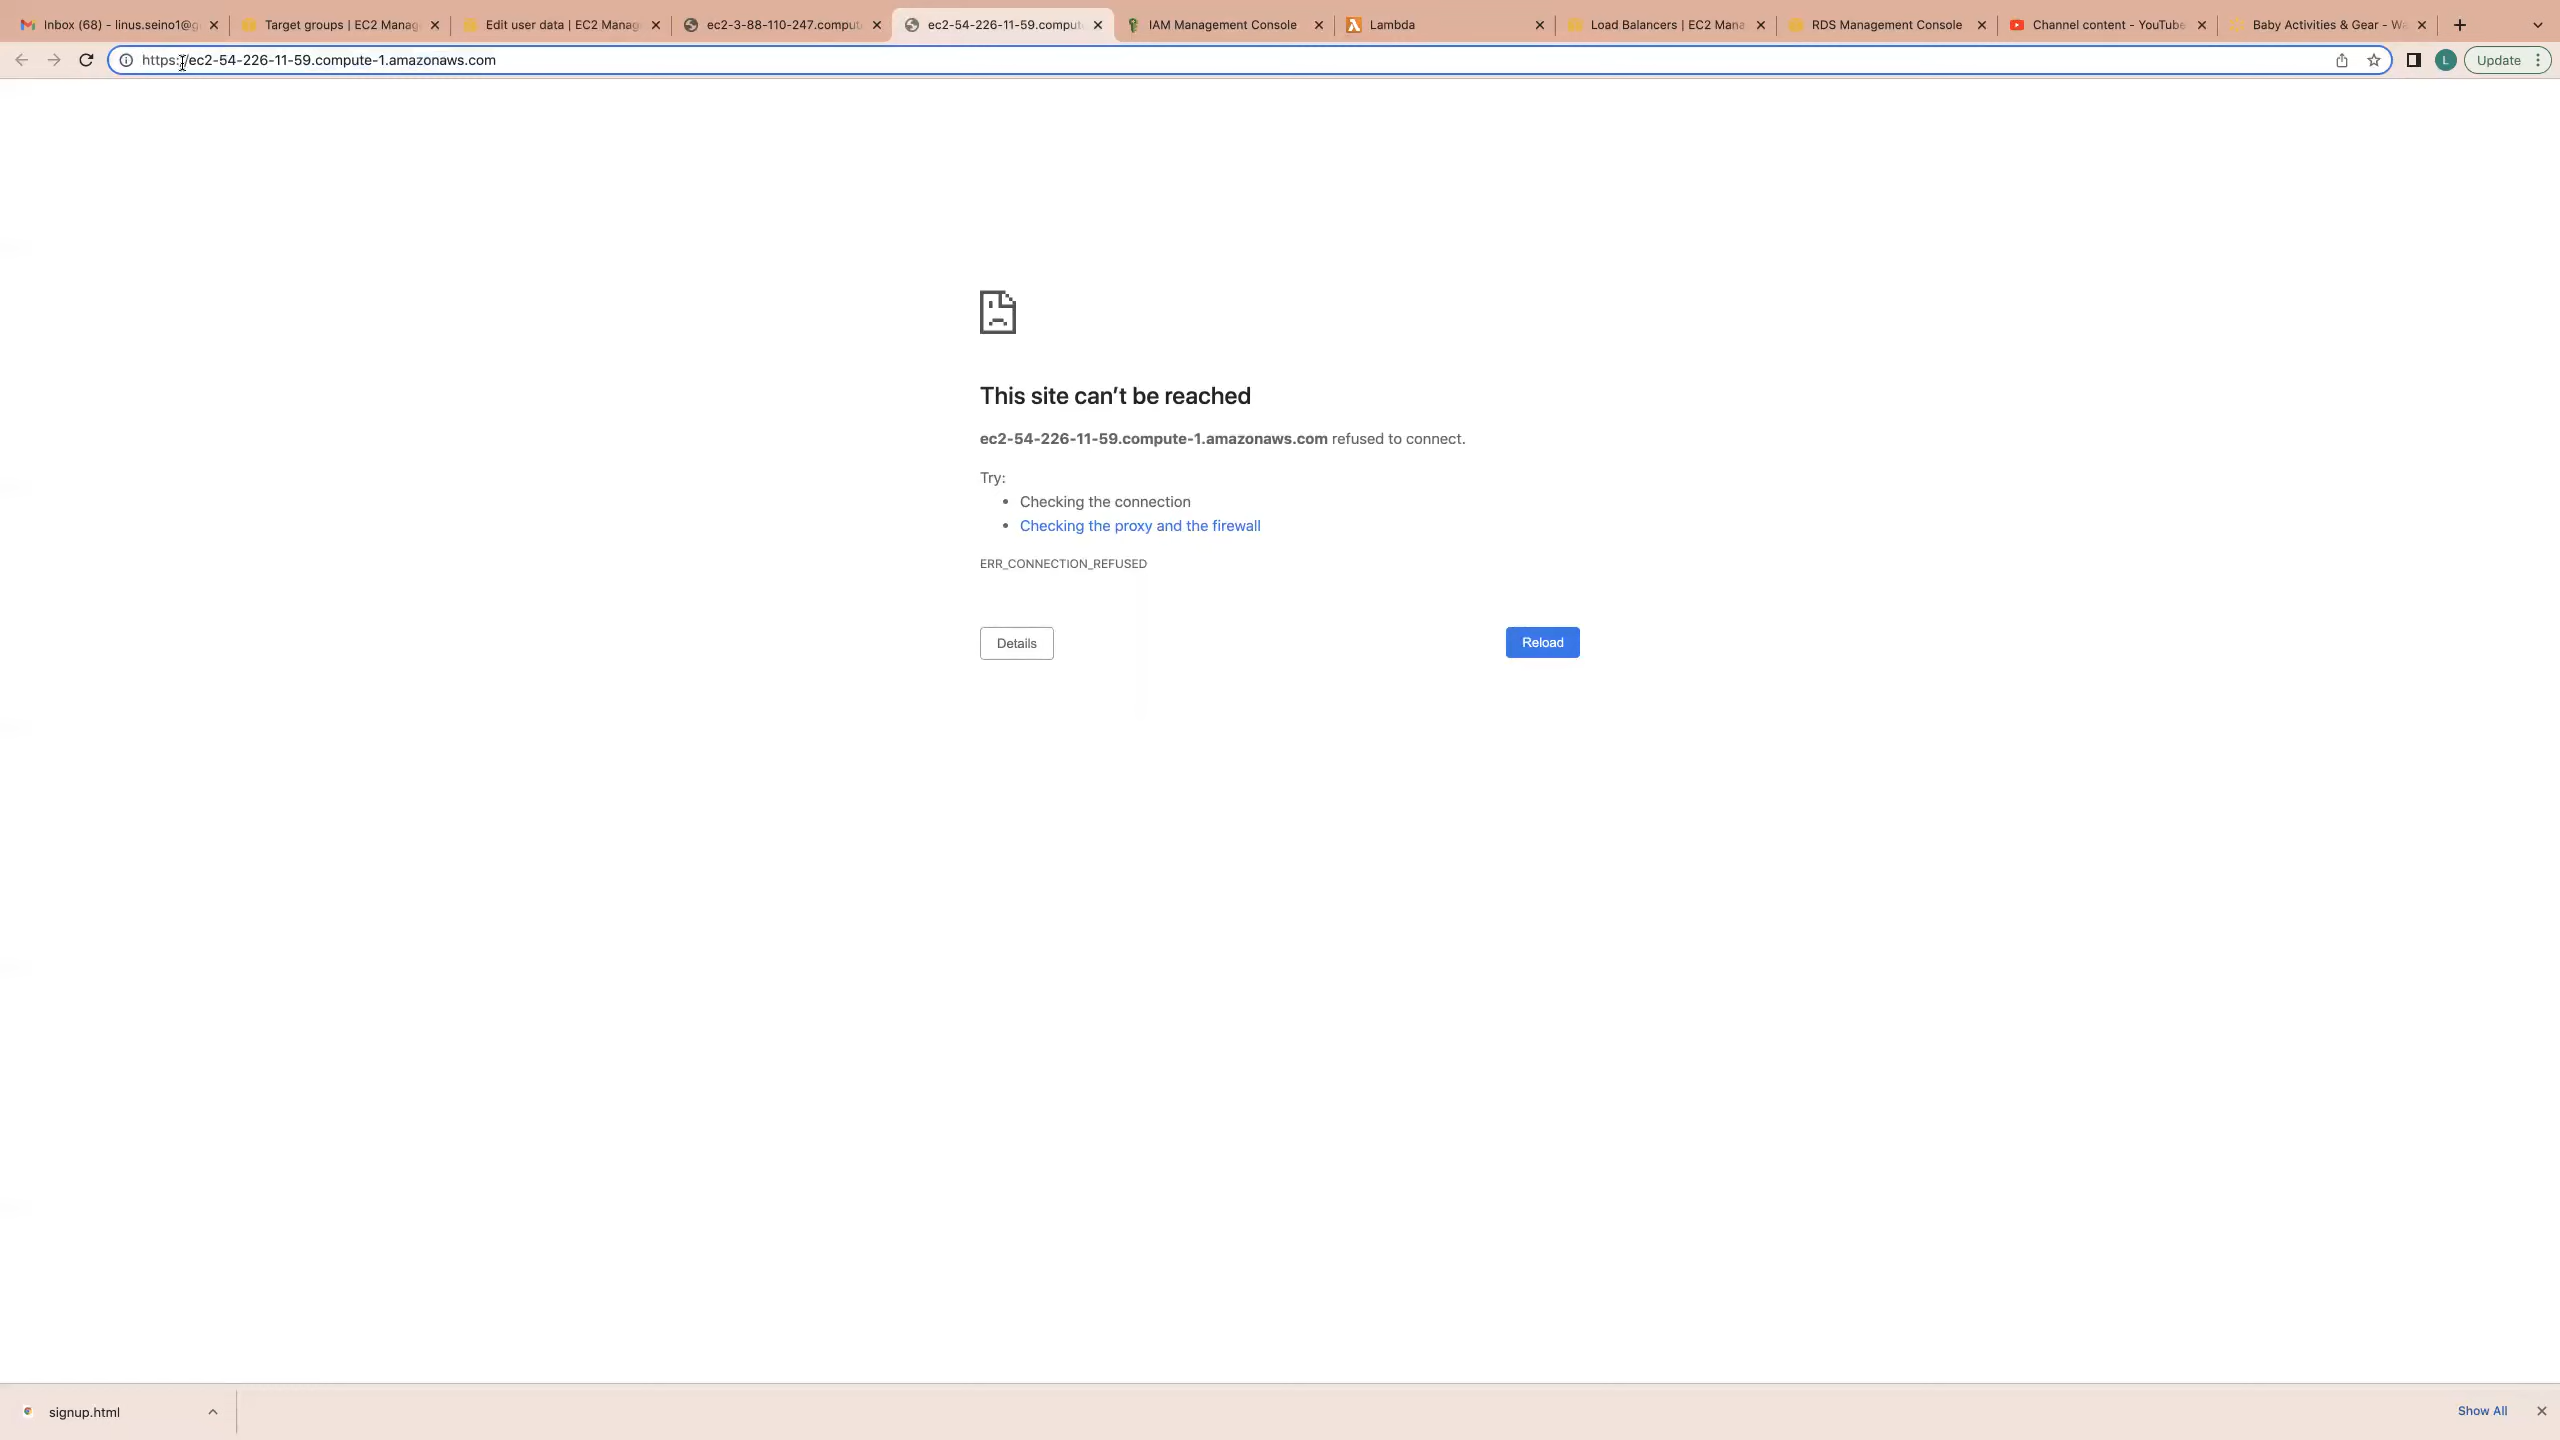 Inbox (68) - linus.seino1@g
Target groups | EC2 Manag
Edit user data | EC2 Manag
ec2-3-88-110-247.comput
ec2-54-226-11-59.comput
IAM Management Console
Lambda
Load Balancers | EC2 Mana
RDS Management Console
Channel content - YouTube
Baby Activities & Gear - Wa
https://ec2-54-226-11-59.compute-1.amazonaws.com
L
Update
This site can’t be reached
ec2-54-226-11-59.compute-1.amazonaws.com refused to connect.
Try:
• Checking the connection
• Checking the proxy and the firewall
ERR_CONNECTION_REFUSED
Details
Reload
signup.html
Show All